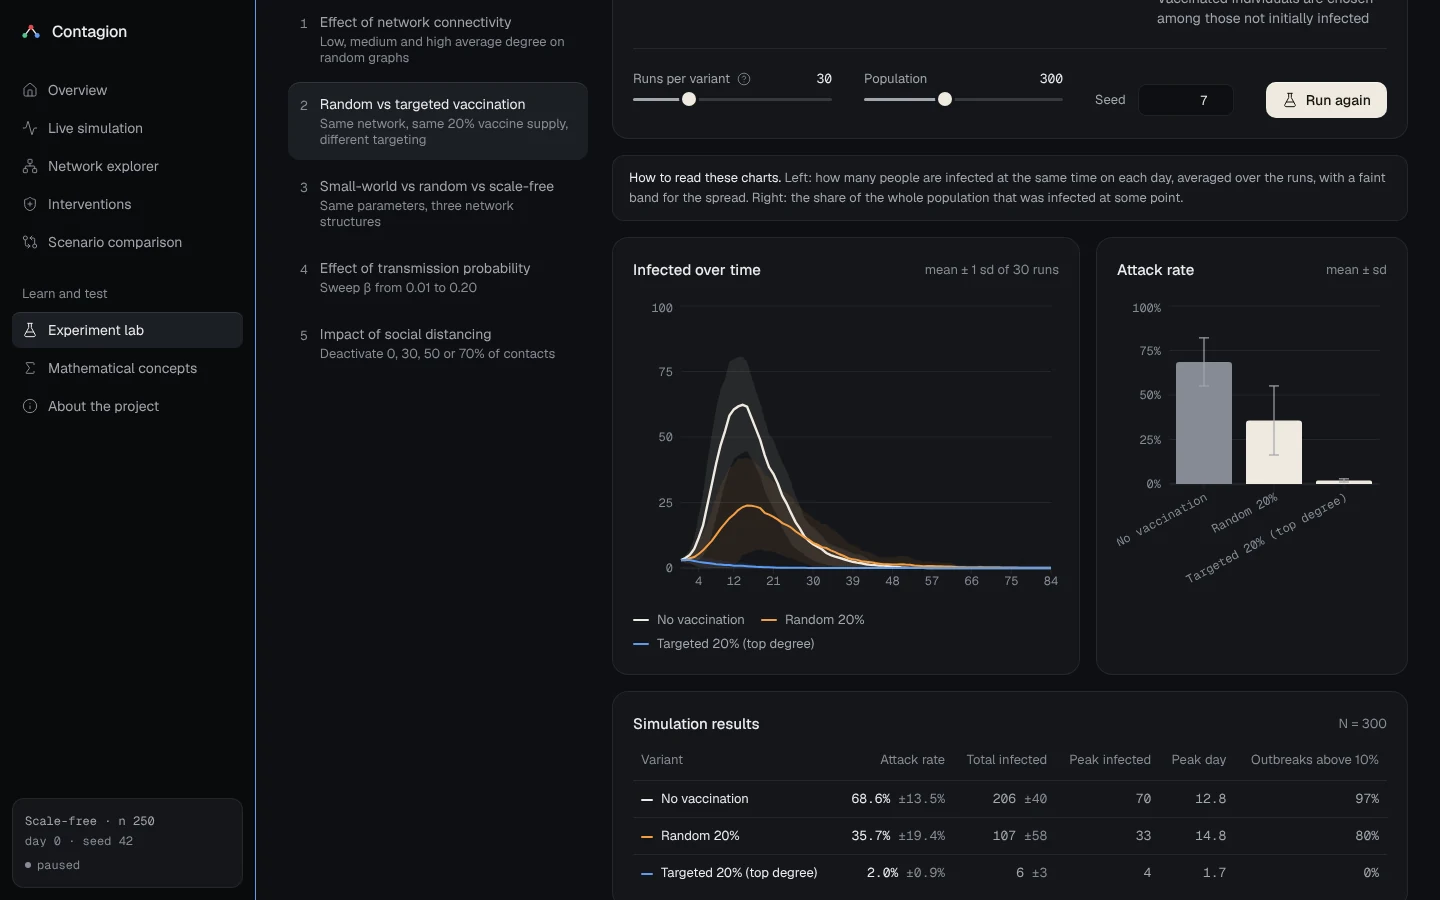 Contagion
Overview
Live simulation
Network explorer
Interventions
Scenario comparison
Learn and test
Experiment lab
Mathematical concepts
About the project
Scale-free · n 250
day 0 · seed 42
paused
1 Effect of network connectivity
Low, medium and high average degree on
random graphs
2 Random vs targeted vaccination
Same network, same 20% vaccine supply,
different targeting
3 Small-world vs random vs scale-free
Same parameters, three network
structures
4 Effect of transmission probability
Sweep β from 0.01 to 0.20
5 Impact of social distancing
Deactivate 0, 30, 50 or 70% of contacts
Vaccinated individuals are chosen
among those not initially infected
Runs per variant ? 30
Population 300
Seed 7
Run again
How to read these charts. Left: how many people are infected at the same time on each day, averaged over the runs, with a faint
band for the spread. Right: the share of the whole population that was infected at some point.
Infected over time mean ± 1 sd of 30 runs
100
75
50
25
0
4 12 21 30 39 48 57 66 75 84
No vaccination Random 20%
Targeted 20% (top degree)
Attack rate mean ± sd
100%
75%
50%
25%
0%
No vaccination
Random 20%
Targeted 20% (top degree)
Simulation results N = 300
Variant Attack rate Total infected Peak infected Peak day Outbreaks above 10%
No vaccination 68.6% ±13.5% 206 ±40 70 12.8 97%
Random 20% 35.7% ±19.4% 107 ±58 33 14.8 80%
Targeted 20% (top degree) 2.0% ±0.9% 6 ±3 4 1.7 0%